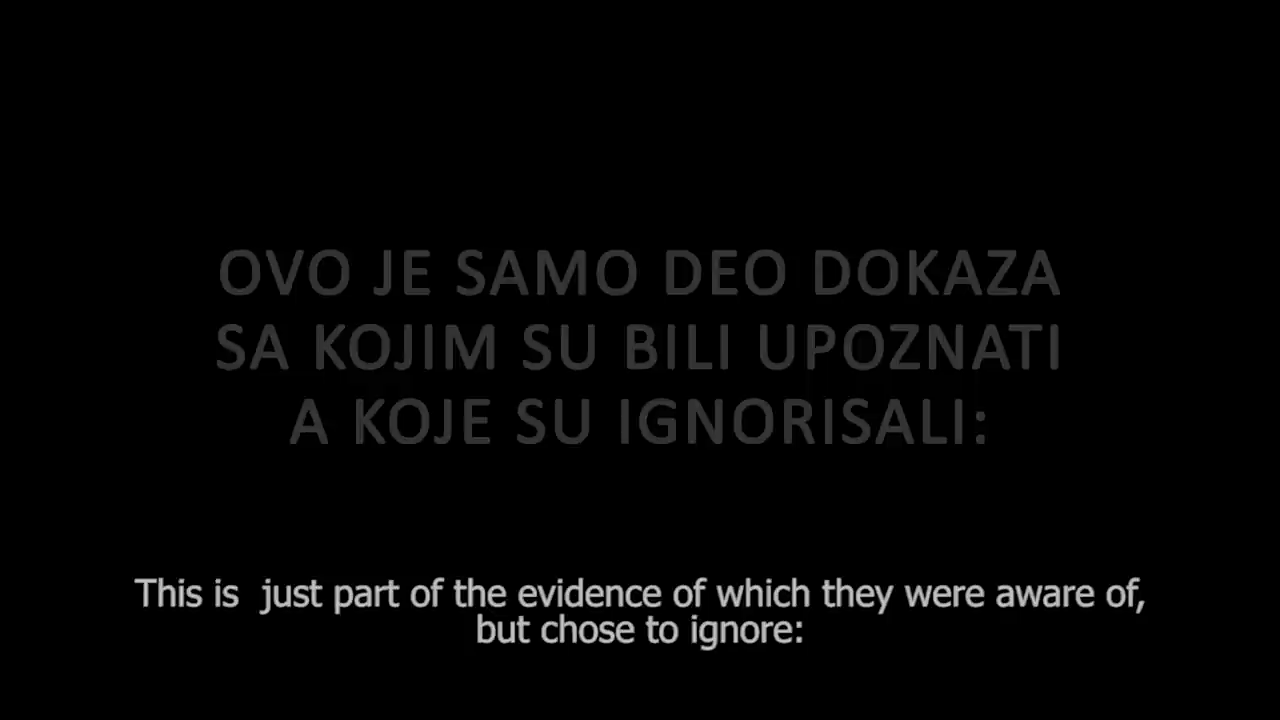 OVO JE SAMO DEO DOKAZA
SA KOJIM SU BILI UPOZNATI
A KOJE SU IGNORISALI:
This is  just part of the evidence of which they were aware of,
but chose to ignore: